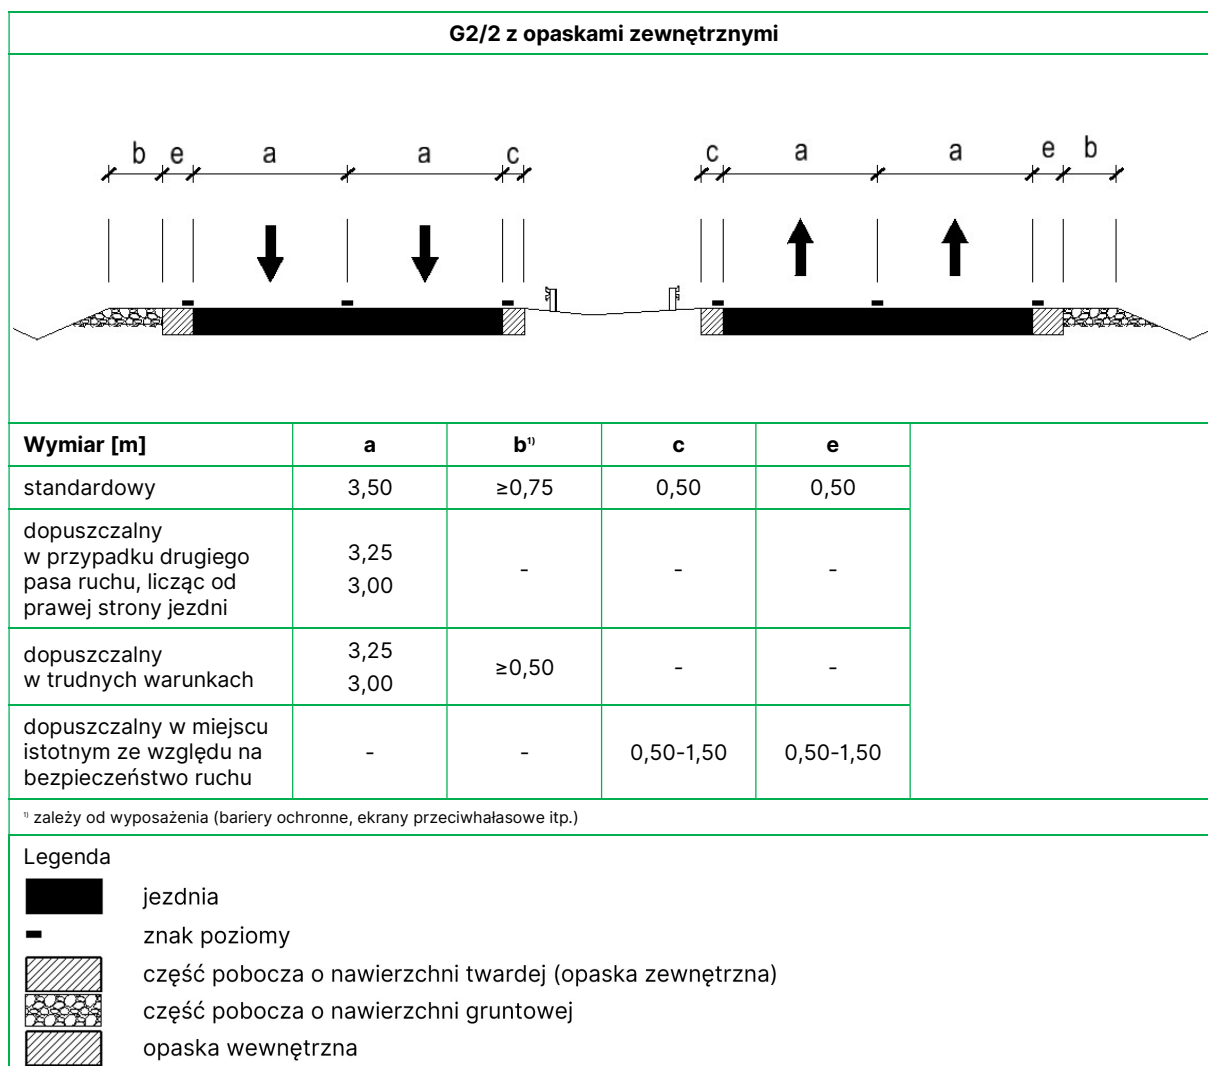 G2/2 z opaskami zewnętrznymi
b e a a c c a a e b
Wymiar [m] a b¹⁾ c e
standardowy 3,50 ≥0,75 0,50 0,50
dopuszczalny
w przypadku drugiego
pasa ruchu, licząc od
prawej strony jezdni
3,25
3,00
- - -
dopuszczalny
w trudnych warunkach
3,25
3,00
≥0,50 - -
dopuszczalny w miejscu
istotnym ze względu na
bezpieczeństwo ruchu
- - 0,50-1,50 0,50-1,50
¹⁾ zależy od wyposażenia (bariery ochronne, ekrany przeciwhałasowe itp.)
Legenda
jezdnia
znak poziomy
część pobocza o nawierzchni twardej (opaska zewnętrzna)
część pobocza o nawierzchni gruntowej
opaska wewnętrzna